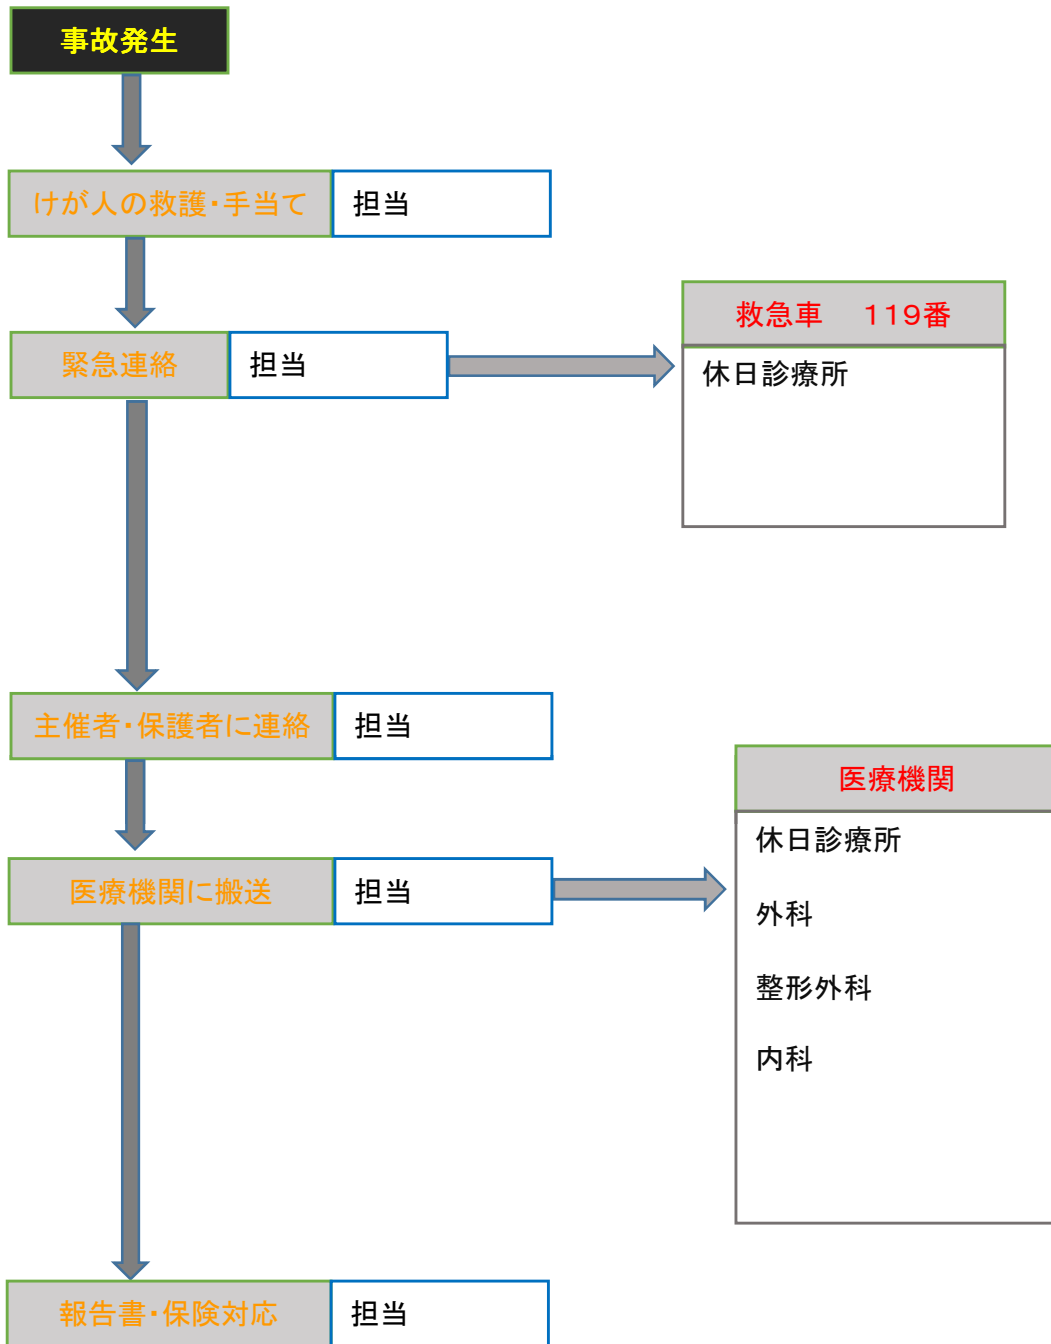 事故発生
けが人の救護・手当て 担当
救急車　119番
緊急連絡 担当
休日診療所
主催者・保護者に連絡 担当
医療機関
休日診療所
医療機関に搬送 担当
外科
整形外科
内科
報告書・保険対応 担当